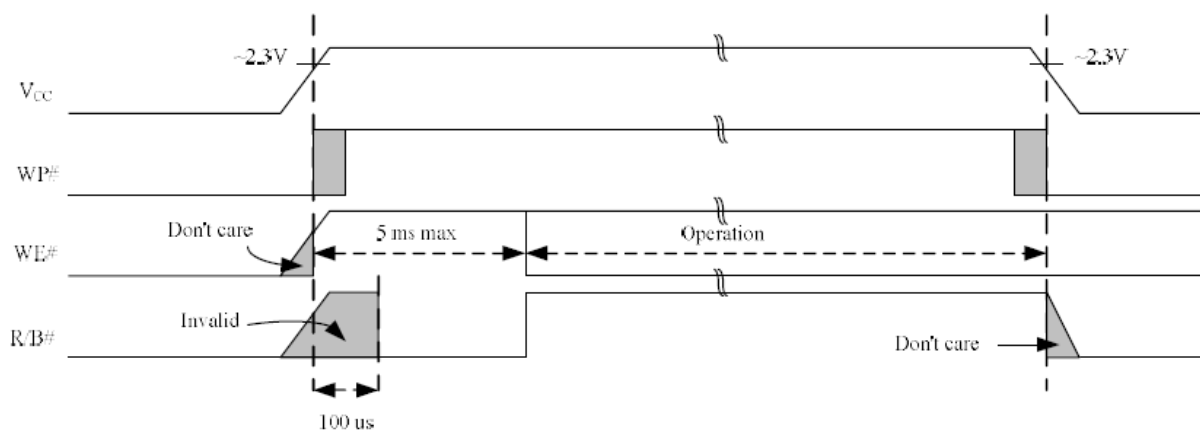 ~2.3V
~2.3V
VCC
WP#
Don't care
5 ms max
Operation
WE#
Invalid
R/B#
Don't care
100 us